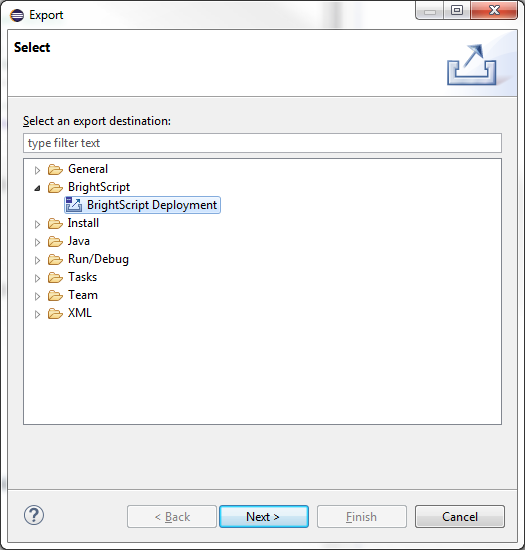 Export
Select
Select an export destination:
type filter text
General
BrightScript
BrightScript Deployment
Install
Java
Run/Debug
Tasks
Team
XML
?
< Back
Next >
Finish
Cancel